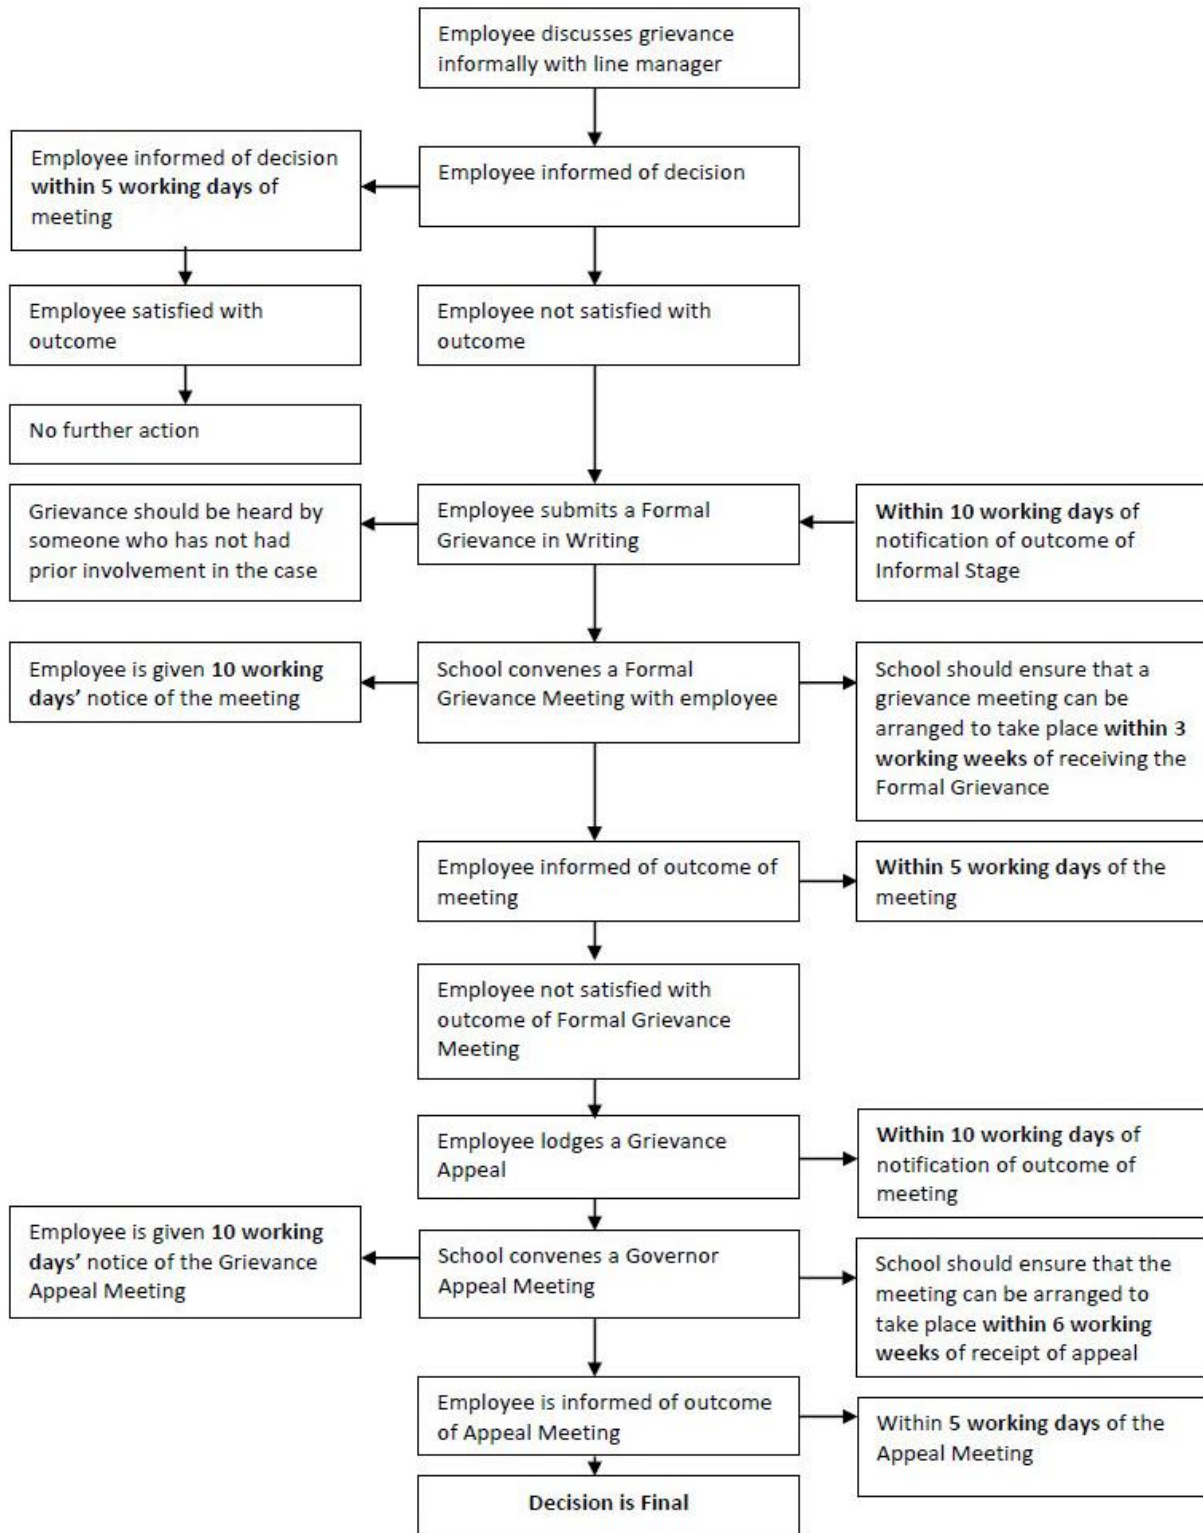 Employee discusses grievance
informally with line manager
Employee informed of decision
within 5 working days of
meeting
Employee informed of decision
Employee satisfied with
outcome
Employee not satisfied with
outcome
No further action
Grievance should be heard by
someone who has not had
prior involvement in the case
Employee submits a Formal
Grievance in Writing
Within 10 working days of
notification of outcome of
Informal Stage
Employee is given 10 working
days’ notice of the meeting
School convenes a Formal
Grievance Meeting with employee
School should ensure that a
grievance meeting can be
arranged to take place within 3
working weeks of receiving the
Formal Grievance
Employee informed of outcome of
meeting
Within 5 working days of the
meeting
Employee not satisfied with
outcome of Formal Grievance
Meeting
Employee lodges a Grievance
Appeal
Within 10 working days of
notification of outcome of
meeting
Employee is given 10 working
days’ notice of the Grievance
Appeal Meeting
School convenes a Governor
Appeal Meeting
School should ensure that the
meeting can be arranged to
take place within 6 working
weeks of receipt of appeal
Employee is informed of outcome
of Appeal Meeting
Within 5 working days of the
Appeal Meeting
Decision is Final